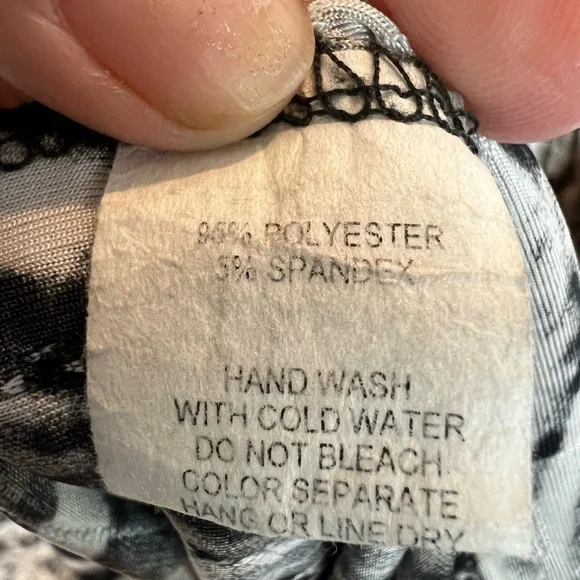 95% POLYESTER
5% SPANDEX
HAND WASH
WITH COLD WATER
DO NOT BLEACH
COLOR SEPARATE
HANG OR LINE DRY